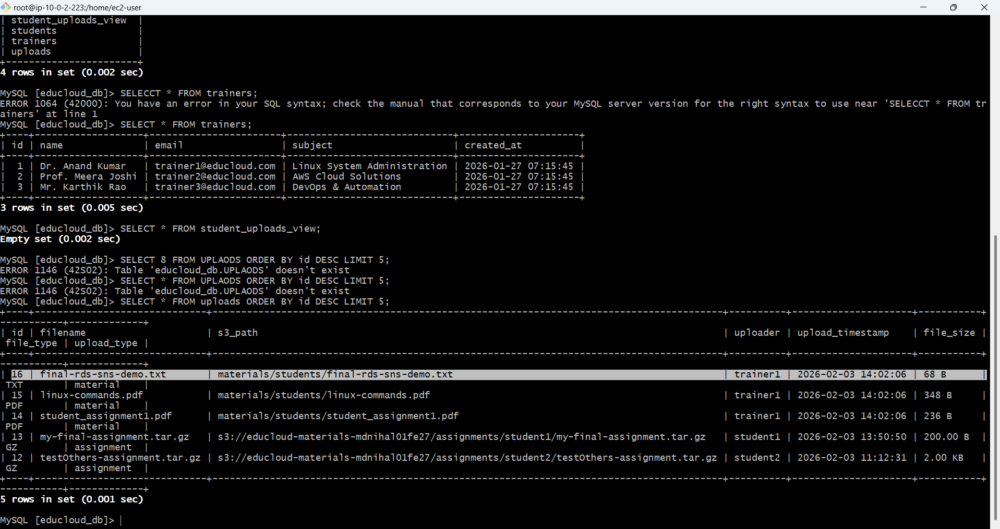 root@ip-10-0-2-223:/home/ec2-user
| student_uploads_view  |
| students              |
| trainers              |
| uploads               |
+-----------------------+
4 rows in set (0.002 sec)
MySQL [educloud_db]> SELECCT * FROM trainers;
ERROR 1064 (42000): You have an error in your SQL syntax; check the manual that corresponds to your MySQL server version for the right syntax to use near 'SELECCT * FROM tr
ainers' at line 1
MySQL [educloud_db]> SELECT * FROM trainers;
+----+-------------------+-----------------------+-----------------------------+---------------------+
| id | name              | email                 | subject                     | created_at          |
+----+-------------------+-----------------------+-----------------------------+---------------------+
|  1 | Dr. Anand Kumar   | trainer1@educloud.com | Linux System Administration | 2026-01-27 07:15:45 |
|  2 | Prof. Meera Joshi | trainer2@educloud.com | AWS Cloud Solutions         | 2026-01-27 07:15:45 |
|  3 | Mr. Karthik Rao   | trainer3@educloud.com | DevOps & Automation         | 2026-01-27 07:15:45 |
+----+-------------------+-----------------------+-----------------------------+---------------------+
3 rows in set (0.005 sec)
MySQL [educloud_db]> SELECT * FROM student_uploads_view;
Empty set (0.002 sec)
MySQL [educloud_db]> SELECT 8 FROM UPLAODS ORDER BY id DESC LIMIT 5;
ERROR 1146 (42S02): Table 'educloud_db.UPLAODS' doesn't exist
MySQL [educloud_db]> SELECT * FROM UPLAODS ORDER BY id DESC LIMIT 5;
ERROR 1146 (42S02): Table 'educloud_db.UPLAODS' doesn't exist
MySQL [educloud_db]> SELECT * FROM uploads ORDER BY id DESC LIMIT 5;
+----+------------------------------+----------------------------------------------------------------------------------------+----------+---------------------+-----------+
-----------+-------------+
| id | filename                     | s3_path                                                                                | uploader | upload_timestamp    | file_size |
 file_type | upload_type |
+----+------------------------------+----------------------------------------------------------------------------------------+----------+---------------------+-----------+
-----------+-------------+
| 16 | final-rds-sns-demo.txt       | materials/students/final-rds-sns-demo.txt                                              | trainer1 | 2026-02-03 14:02:06 | 68 B      |
 TXT       | material    |
| 15 | linux-commands.pdf           | materials/students/linux-commands.pdf                                                  | trainer1 | 2026-02-03 14:02:06 | 348 B     |
 PDF       | material    |
| 14 | student_assignment1.pdf      | materials/students/student_assignment1.pdf                                             | trainer1 | 2026-02-03 14:02:06 | 236 B     |
 PDF       | material    |
| 13 | my-final-assignment.tar.gz   | s3://educloud-materials-mdnihal01fe27/assignments/student1/my-final-assignment.tar.gz   | student1 | 2026-02-03 13:50:50 | 200.00 B  |
 GZ        | assignment  |
| 12 | testOthers-assignment.tar.gz | s3://educloud-materials-mdnihal01fe27/assignments/student2/testOthers-assignment.tar.gz | student2 | 2026-02-03 11:12:31 | 2.00 KB   |
 GZ        | assignment  |
+----+------------------------------+----------------------------------------------------------------------------------------+----------+---------------------+-----------+
-----------+-------------+
5 rows in set (0.001 sec)
MySQL [educloud_db]>